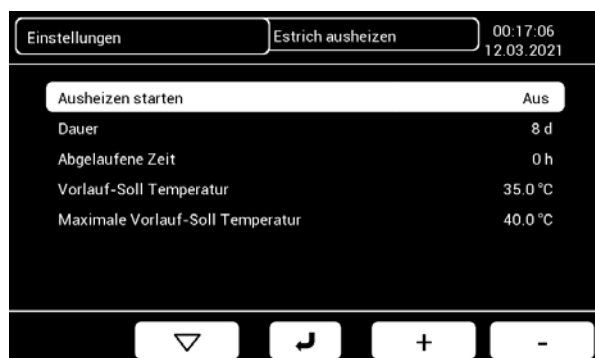 Einstellungen
Estrich ausheizen
00:17:06
12.03.2021
Ausheizen starten Aus
Dauer 8 d
Abgelaufene Zeit 0 h
Vorlauf-Soll Temperatur 35.0 °C
Maximale Vorlauf-Soll Temperatur 40.0 °C
+ -